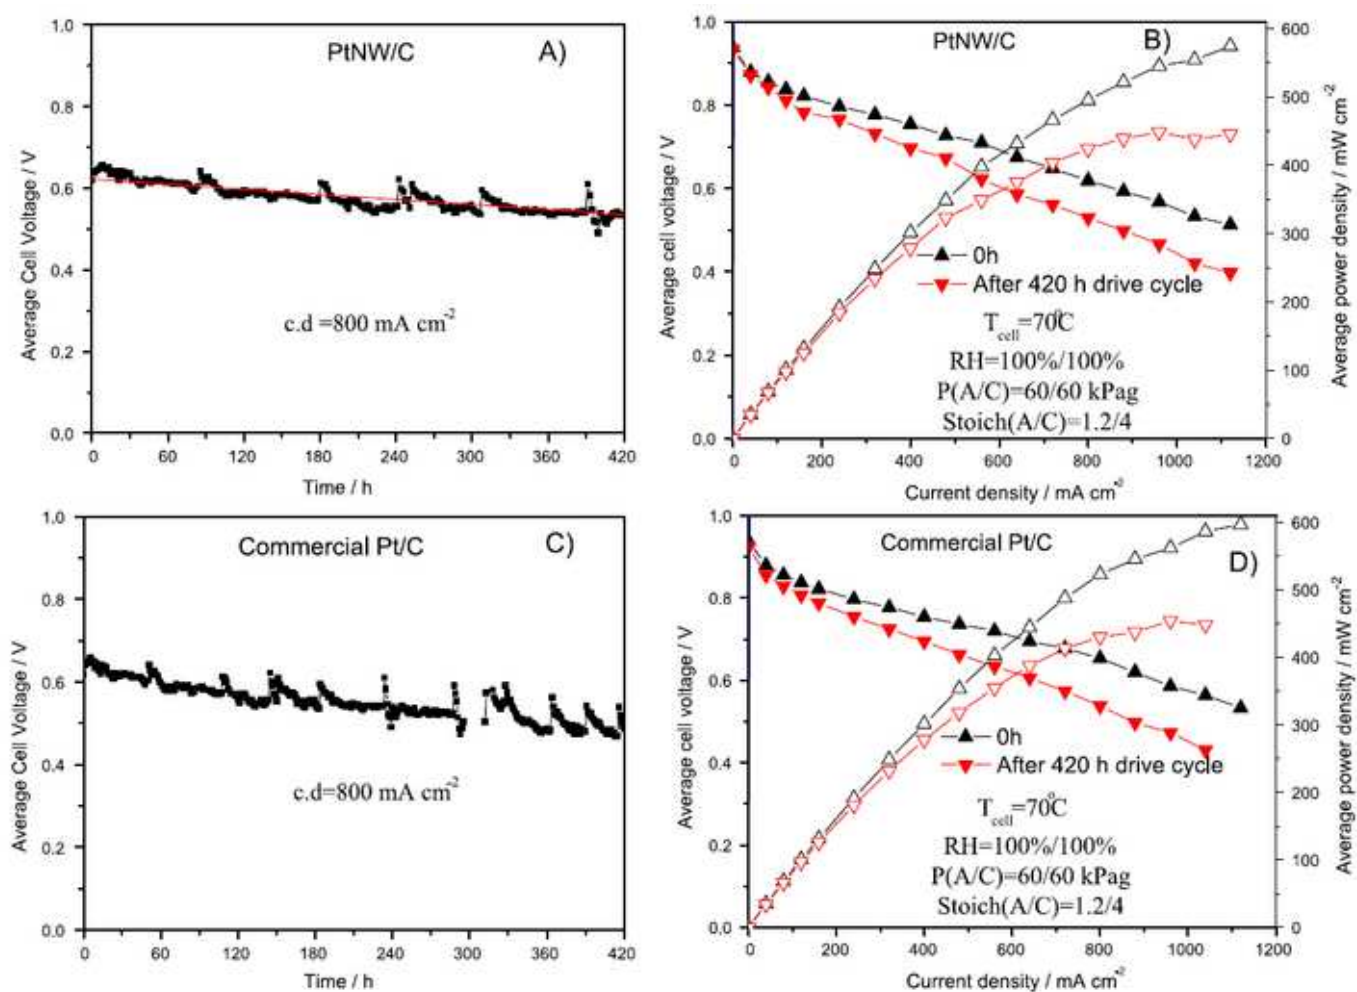 PtNW/C
A)
c.d =800 mA cm-2
Average Cell Voltage / V
1.0
0.8
0.6
0.4
0.2
0.0
0 60 120 180 240 300 360 420
Time / h
PtNW/C
B)
0h
After 420 h drive cycle
Tcell=70°C
RH=100%/100%
P(A/C)=60/60 kPag
Stoich(A/C)=1.2/4
Average cell voltage / V
1.0
0.8
0.6
0.4
0.2
0.0
0 200 400 600 800 1000 1200
Current density / mA cm-2
600
500
400
300
200
100
0
Average power density / mW cm-2
Commercial Pt/C
C)
c.d=800 mA cm-2
Average Cell Voltage / V
1.0
0.8
0.6
0.4
0.2
0.0
0 60 120 180 240 300 360 420
Time / h
Commercial Pt/C
D)
0h
After 420 h drive cycle
Tcell=70°C
RH=100%/100%
P(A/C)=60/60 kPag
Stoich(A/C)=1.2/4
Average cell voltage / V
1.0
0.8
0.6
0.4
0.2
0.0
0 200 400 600 800 1000 1200
Current density / mA cm-2
600
500
400
300
200
100
0
Average power density / mW cm-2